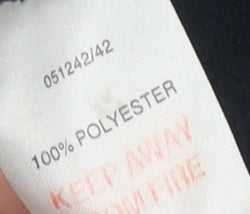 051242/42
100% POLYESTER
KEEP AWAY
FROM FIRE